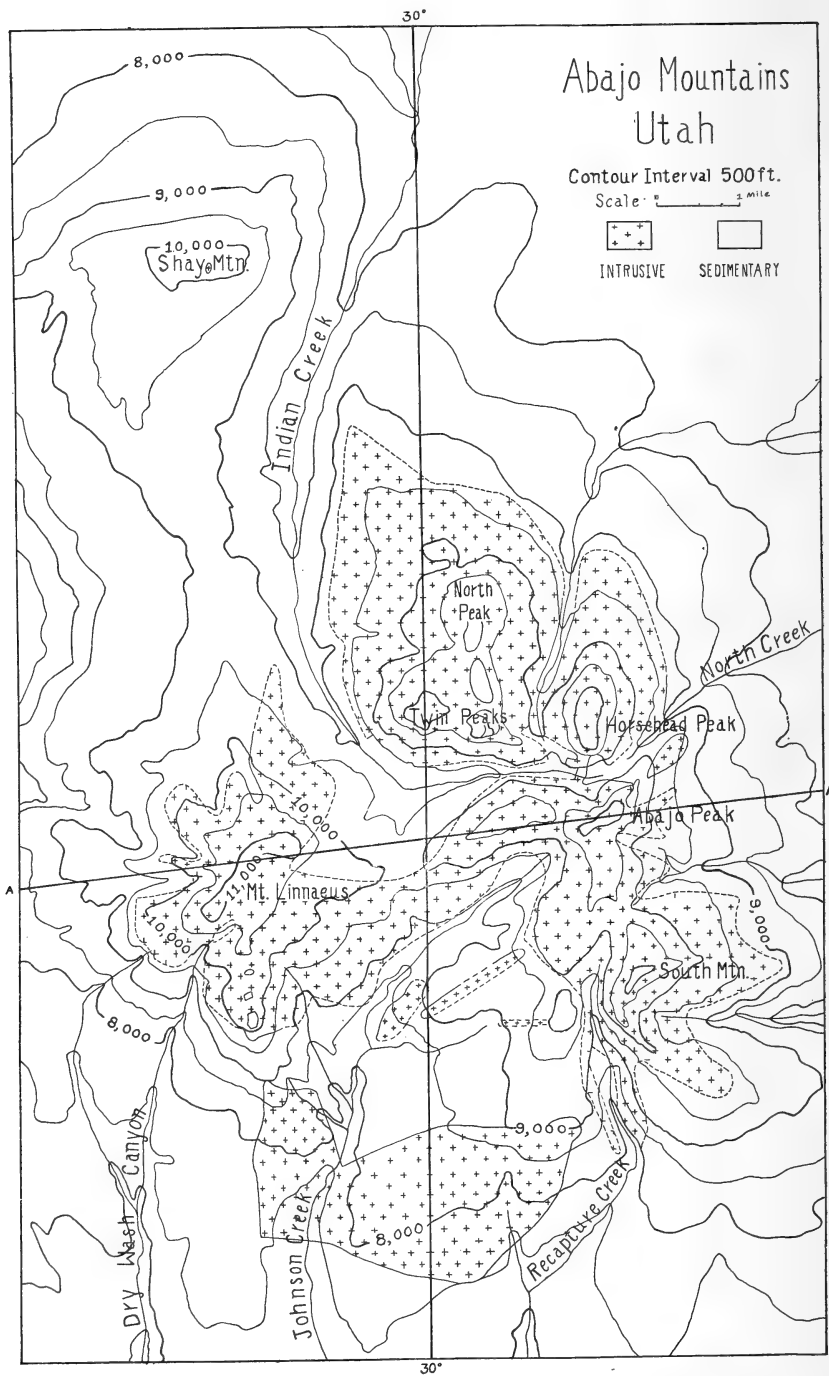 30°
Abajo Mountains
Utah
Contour Interval 500 ft.
Scale 0 1 Mile
INTRUSIVE SEDIMENTARY
8,000
9,000
10,000
Shay Mtn.
Indian Creek
North
Peak
North Creek
Twin Peaks
Horsehead Peak
10,000
Abajo Peak
A
A
11,000
Mt. Linnaeus
10,000
9,000
South Mtn.
8,000
9,000
Dry Wash Canyon
Johnson Creek
8,000
Recapture Creek
30°